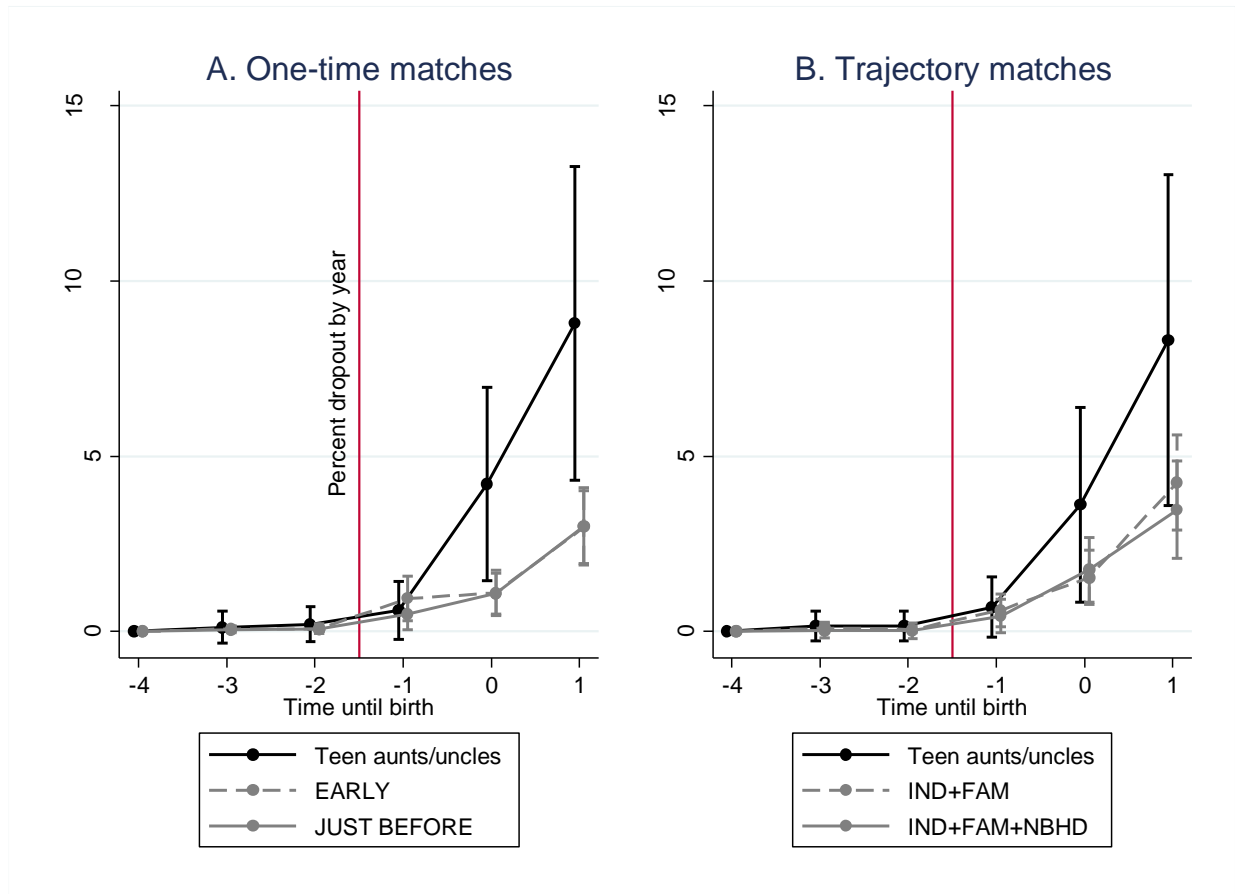 A. One-time matches
15
10
5
0
Percent dropout by year
-4 -3 -2 -1 0 1
Time until birth
Teen aunts/uncles
EARLY
JUST BEFORE
B. Trajectory matches
15
10
5
0
-4 -3 -2 -1 0 1
Time until birth
Teen aunts/uncles
IND+FAM
IND+FAM+NBHD